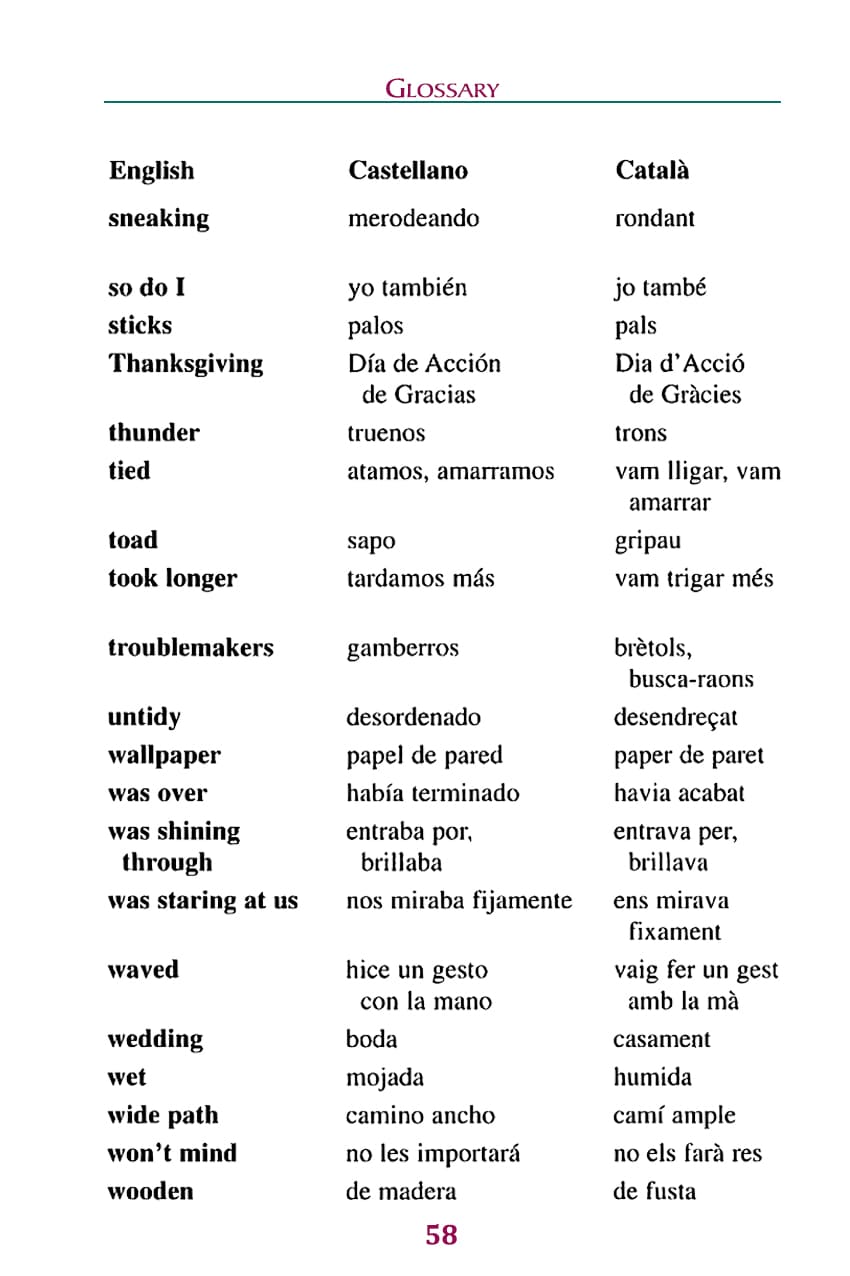 GLOSSARY
English Castellano Català
sneaking merodeando rondant
so do I yo también jo també
sticks palos pals
Thanksgiving Día de Acción Dia d'Acció
de Gracias de Gràcies
thunder truenos trons
tied atamos, amarramos vam lligar, vam
amarrar
toad sapo gripau
took longer tardamos más vam trigar més
troublemakers gamberros brètols,
busca-raons
untidy desordenado desendreçat
wallpaper papel de pared paper de paret
was over había terminado havia acabat
was shining entraba por, entrava per,
through brillaba brillava
was staring at us nos miraba fijamente ens mirava
fixament
waved hice un gesto vaig fer un gest
con la mano amb la mà
wedding boda casament
wet mojada humida
wide path camino ancho camí ample
won't mind no les importará no els farà res
wooden de madera de fusta
58